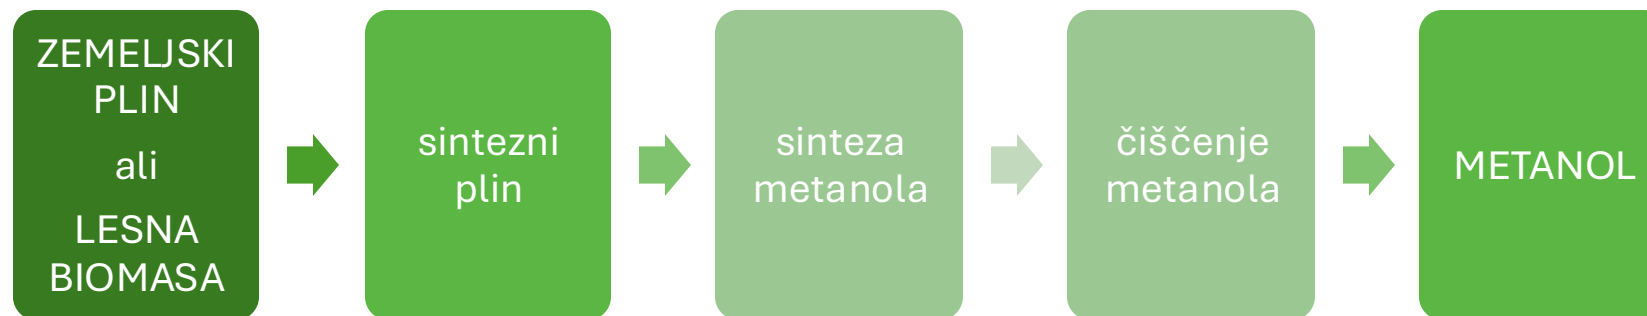 ZEMELJSKI
PLIN
ali
LESNA
BIOMASA
sintezni
plin
sinteza
metanola
čiščenje
metanola
METANOL